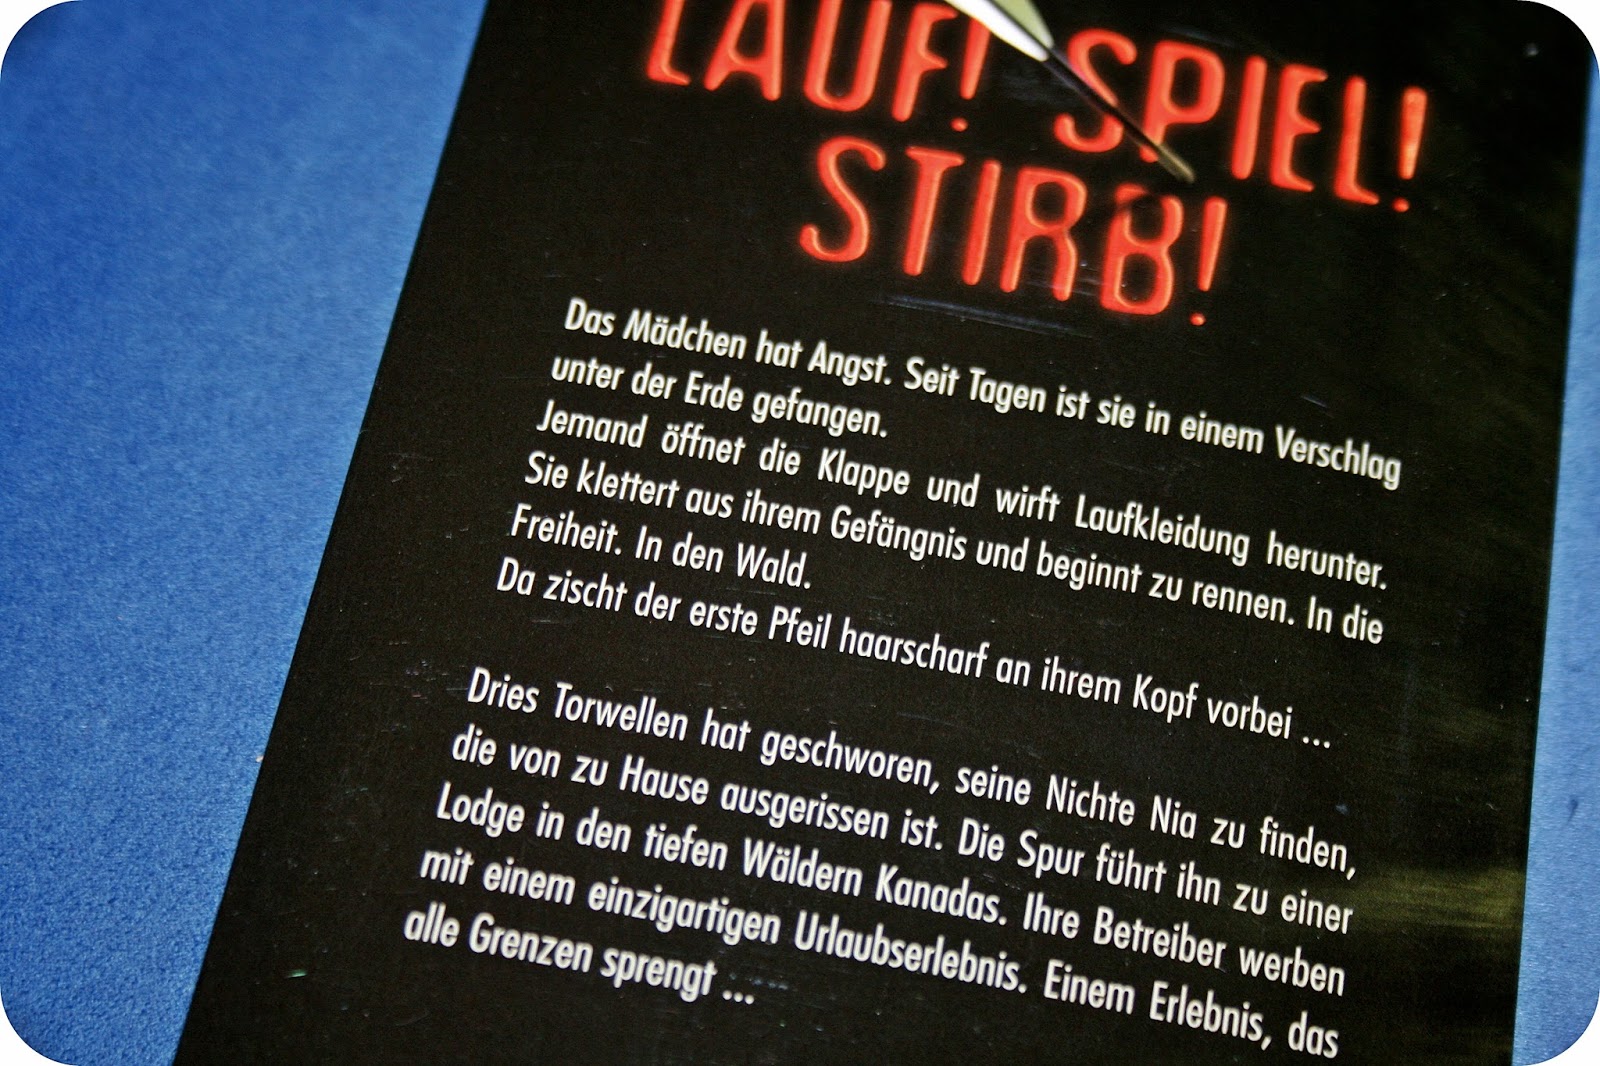 LAUF! SPIEL!
STIRB!
Das Mädchen hat Angst. Seit Tagen ist sie in einem Verschlag
unter der Erde gefangen.
Jemand öffnet die Klappe und wirft Laufkleidung herunter.
Sie klettert aus ihrem Gefängnis und beginnt zu rennen. In die
Freiheit. In den Wald.
Da zischt der erste Pfeil haarscharf an ihrem Kopf vorbei ...
Dries Torwellen hat geschworen, seine Nichte Nia zu finden,
die von zu Hause ausgerissen ist. Die Spur führt ihn zu einer
Lodge in den tiefen Wäldern Kanadas. Ihre Betreiber werben
mit einem einzigartigen Urlaubserlebnis. Einem Erlebnis, das
alle Grenzen sprengt ...